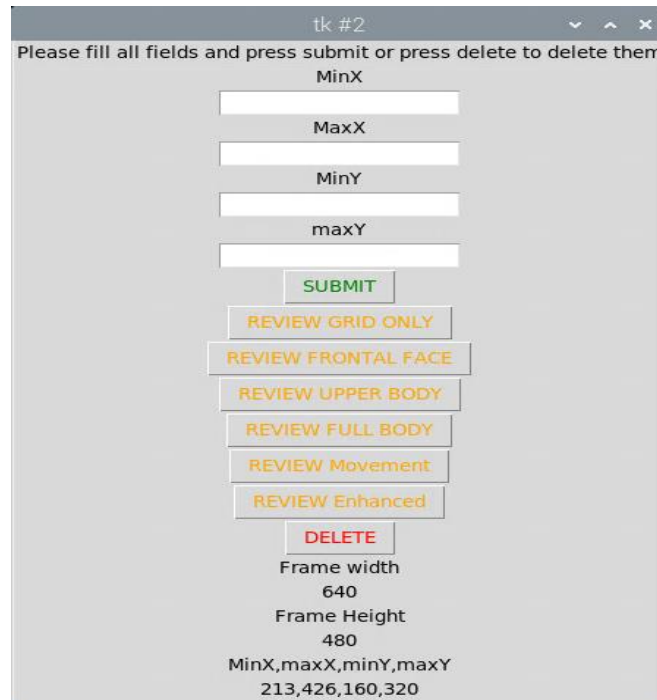 tk #2
Please fill all fields and press submit or press delete to delete them
MinX
MaxX
MinY
maxY
SUBMIT
REVIEW GRID ONLY
REVIEW FRONTAL FACE
REVIEW UPPER BODY
REVIEW FULL BODY
REVIEW Movement
REVIEW Enhanced
DELETE
Frame width
640
Frame Height
480
MinX,maxX,minY,maxY
213,426,160,320